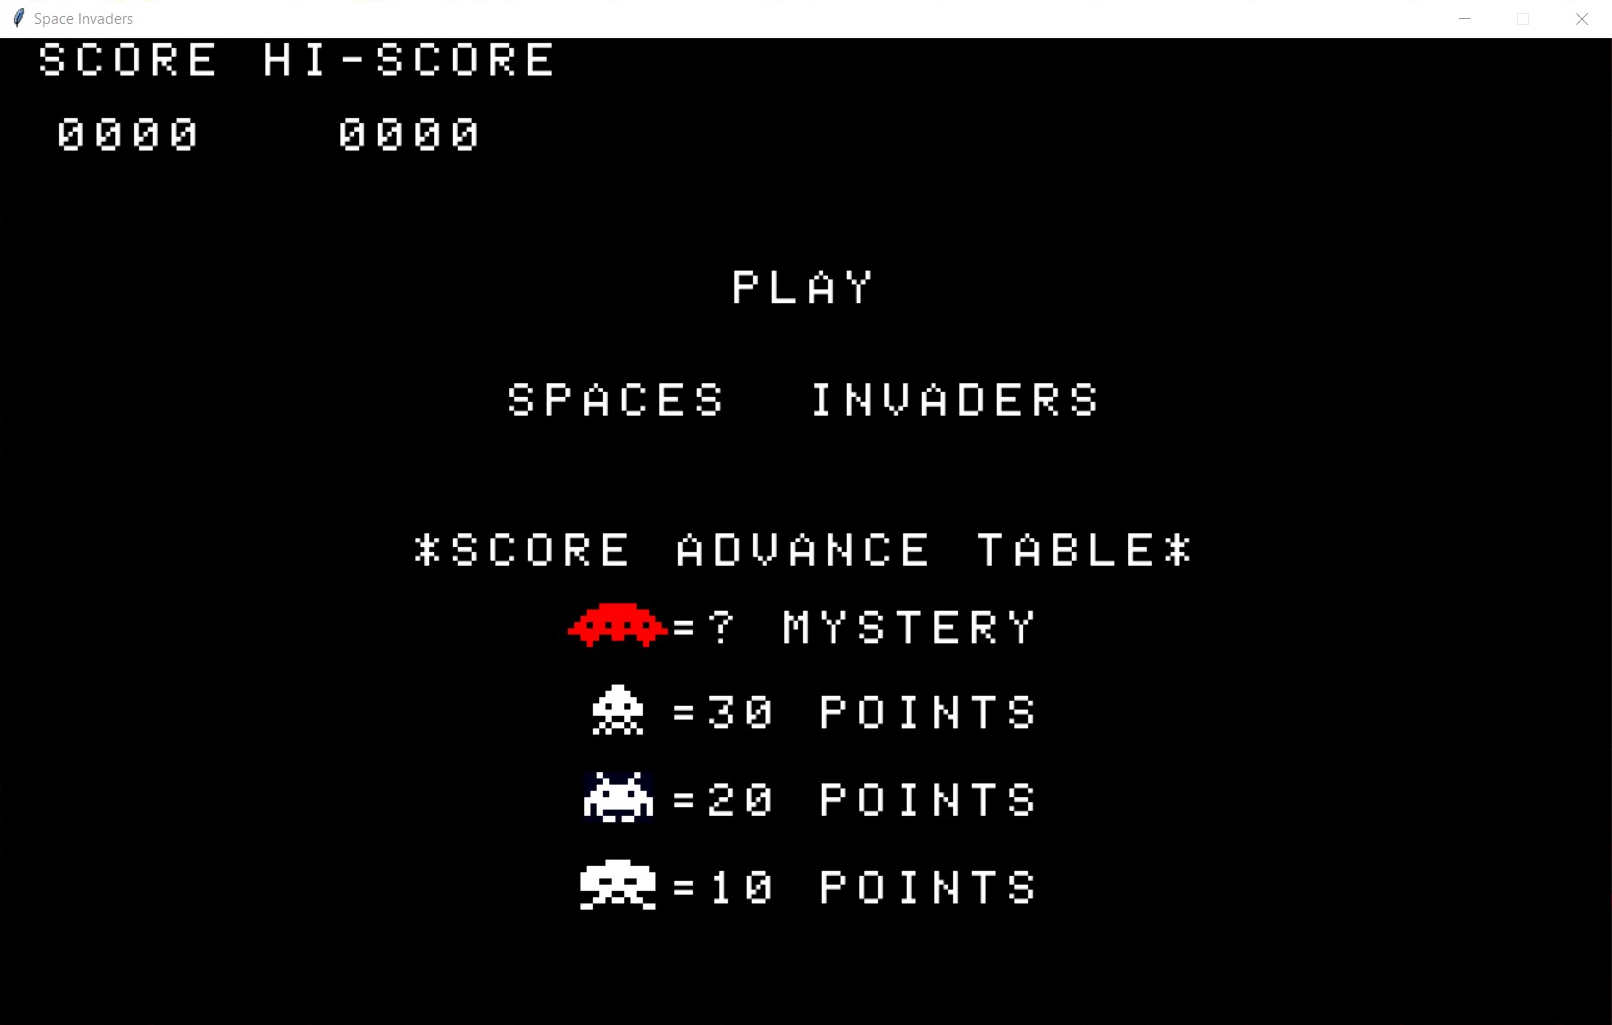 Space Invaders
SCORE HI-SCORE
0000 0000
PLAY
SPACES INVADERS
*SCORE ADVANCE TABLE*
=? MYSTERY
=30 POINTS
=20 POINTS
=10 POINTS